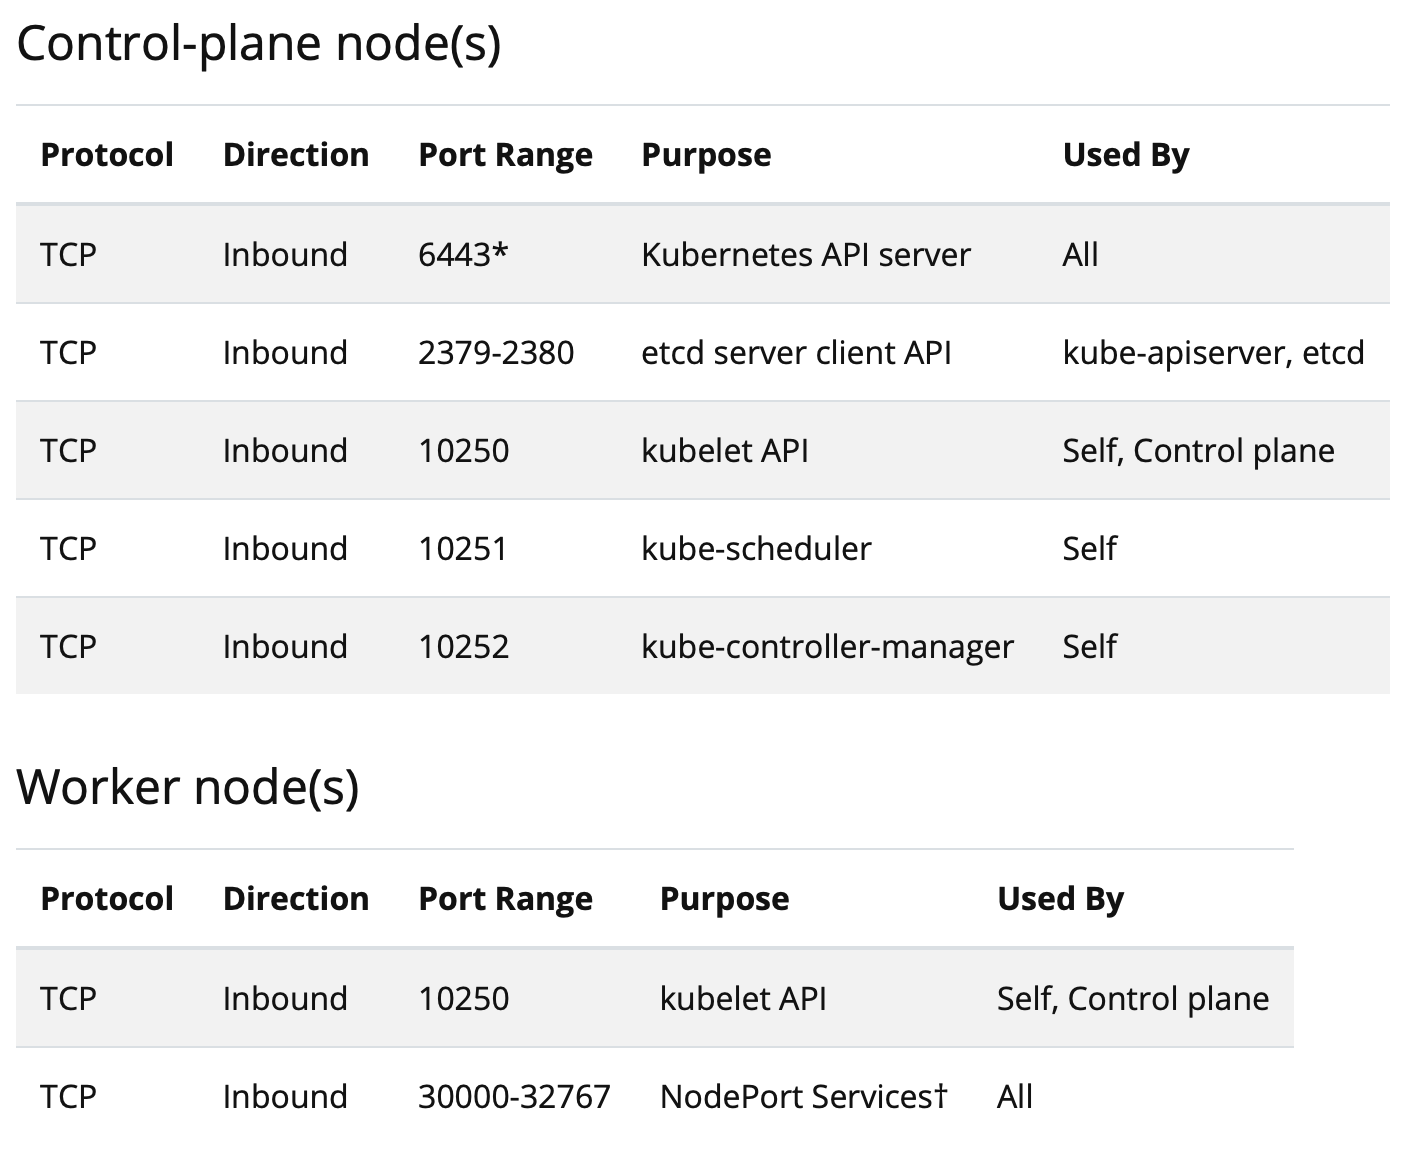 Control-plane node(s)
Protocol Direction Port Range Purpose Used By
TCP Inbound 6443* Kubernetes API server All
TCP Inbound 2379-2380 etcd server client API kube-apiserver, etcd
TCP Inbound 10250 kubelet API Self, Control plane
TCP Inbound 10251 kube-scheduler Self
TCP Inbound 10252 kube-controller-manager Self
Worker node(s)
Protocol Direction Port Range Purpose Used By
TCP Inbound 10250 kubelet API Self, Control plane
TCP Inbound 30000-32767 NodePort Services† All